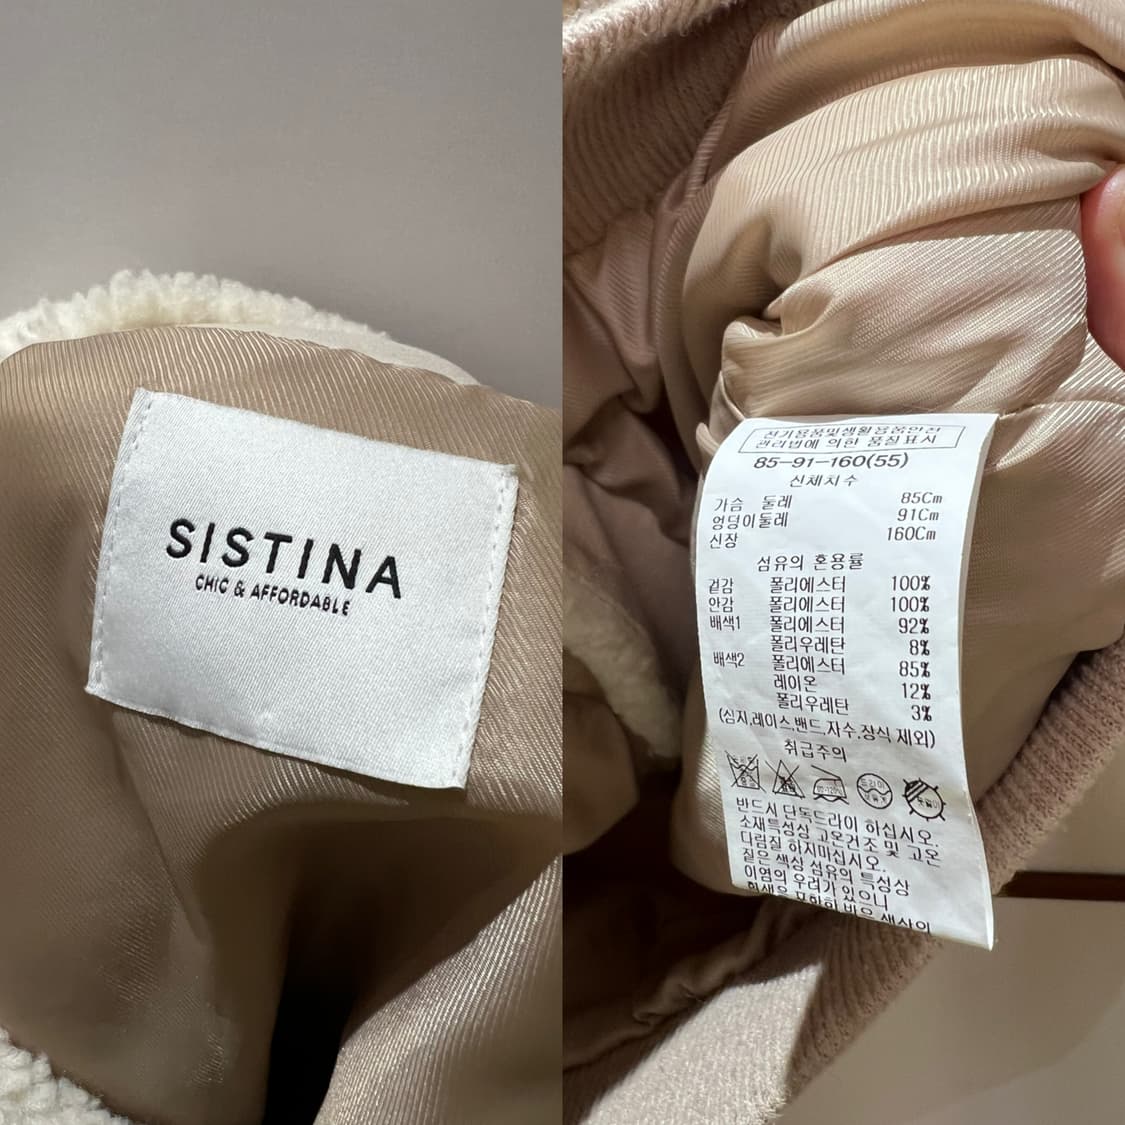 SISTINA
CHIC & AFFORDABLE
전기용품및생활용품안전
관리법에 의한 품질표시
85-91-160(55)
신체치수
가슴 둘레 85Cm
엉덩이둘레 91Cm
신장 160Cm
섬유의 혼용률
겉감 폴리에스터 100%
안감 폴리에스터 100%
배색1 폴리에스터 92%
폴리우레탄 8%
배색2 폴리에스터 85%
레이온 12%
폴리우레탄 3%
(심지,레이스,밴드,자수,장식 제외)
취급주의
드라이
반드시 단독드라이 하십시오.
소재특성상 고온건조 및 고온
다림질 하지마십시오.
짙은 색상 섬유의 특성상
이염의 우려가 있으니